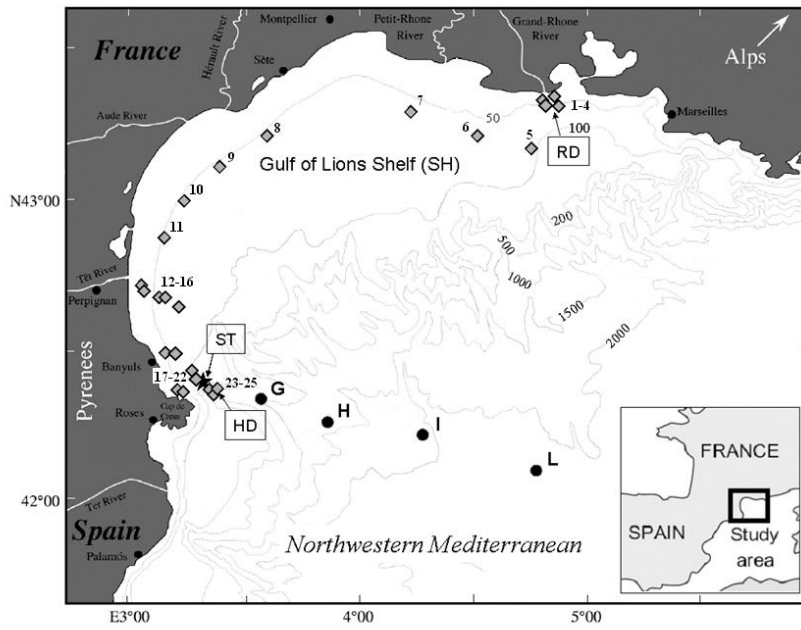 Montpellier
Petit-Rhone
River
Grand-Rhone
River
Alps
France
Hérault River
Sète
Aude River
Marseilles
1-4
50
100
7
8
6
5
RD
9
Gulf of Lions Shelf (SH)
10
N43°00'
11
200
500
1000
1500
2000
Têt River
12-16
Perpignan
ST
Banyuls
17-22
23-25
G
Pyrenees
Roses
Cap de
Creus
HD
H
I
L
FRANCE
42°00
Ter River
SPAIN
Study
area
Spain
Palamós
Northwestern Mediterranean
E3°00'
4°00
5°00